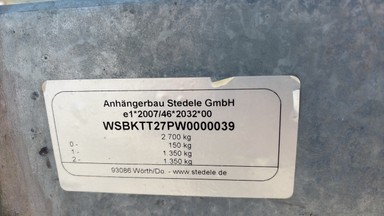 Anhängerbau Stedele GmbH
e1*2007/46*2032*00
WSBKTT27PW0000039
2 700 kg
0 - 150 kg
1 - 1 350 kg
2 - 1 350 kg
93086 Wörth/Do. - www.stedele.de